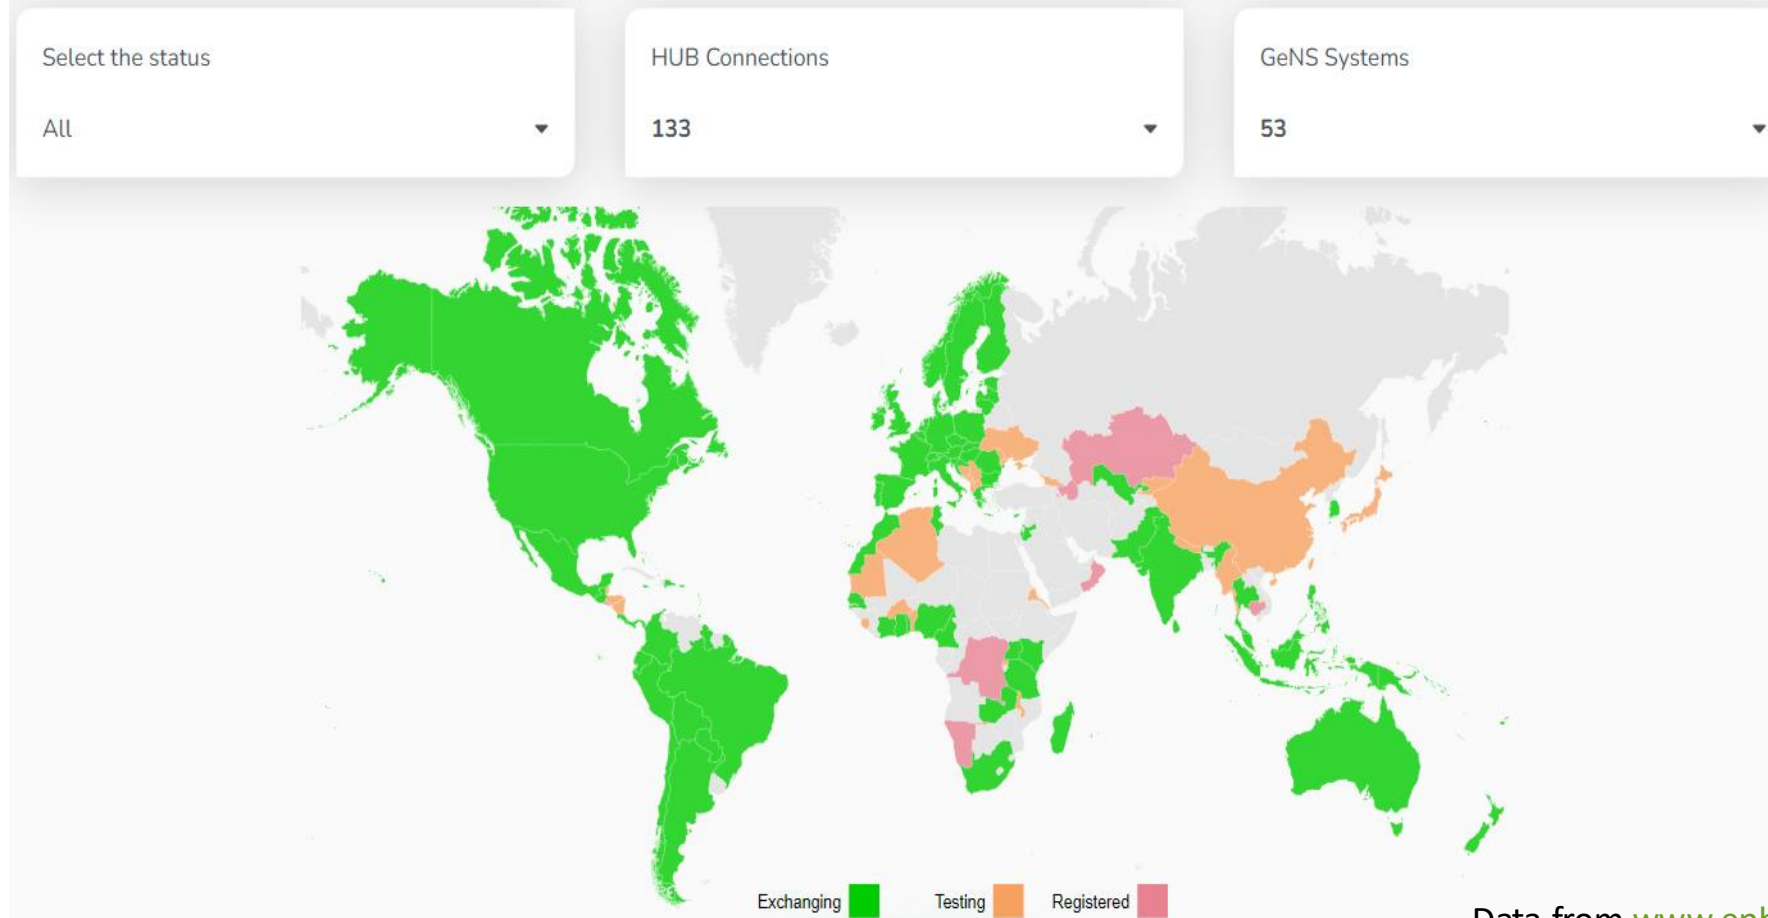 Select the status
All
HUB Connections
133
GeNS Systems
53
Exchanging
Testing
Registered
Data from